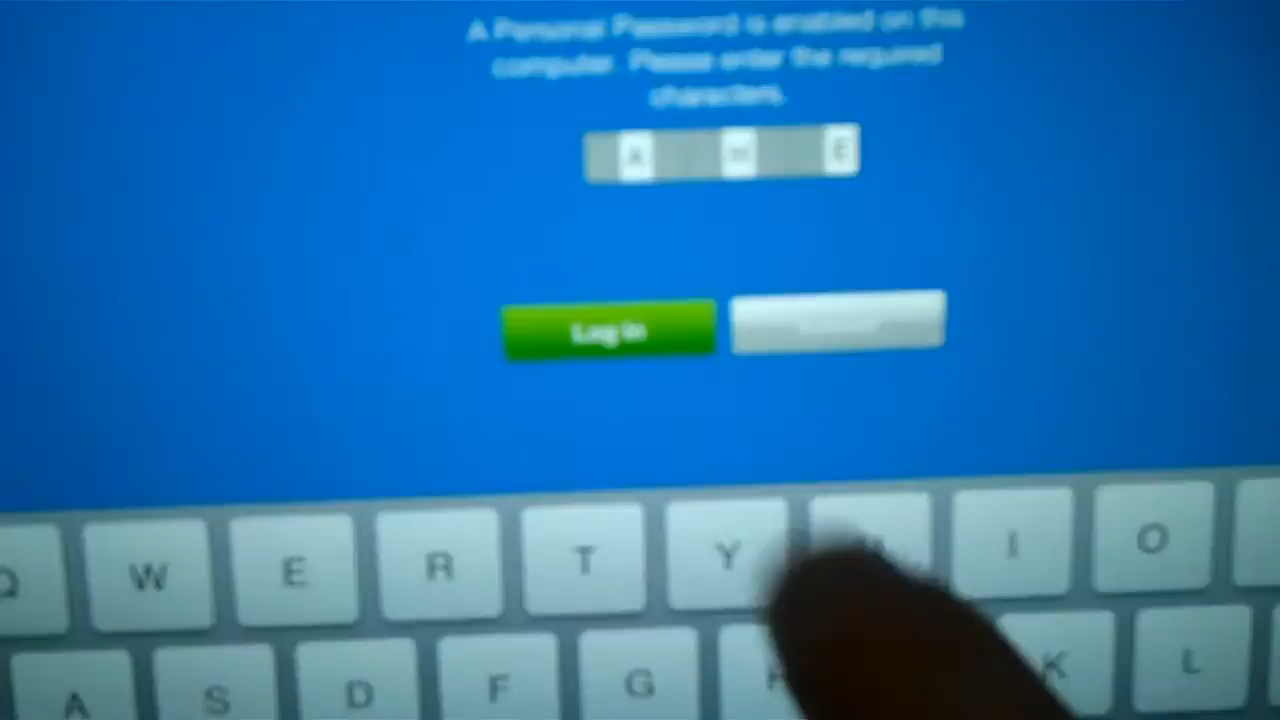 A Personal Password is enabled on this
computer. Please enter the required
characters.
E
Log in
Q W E R T Y I O
A S D F G K L